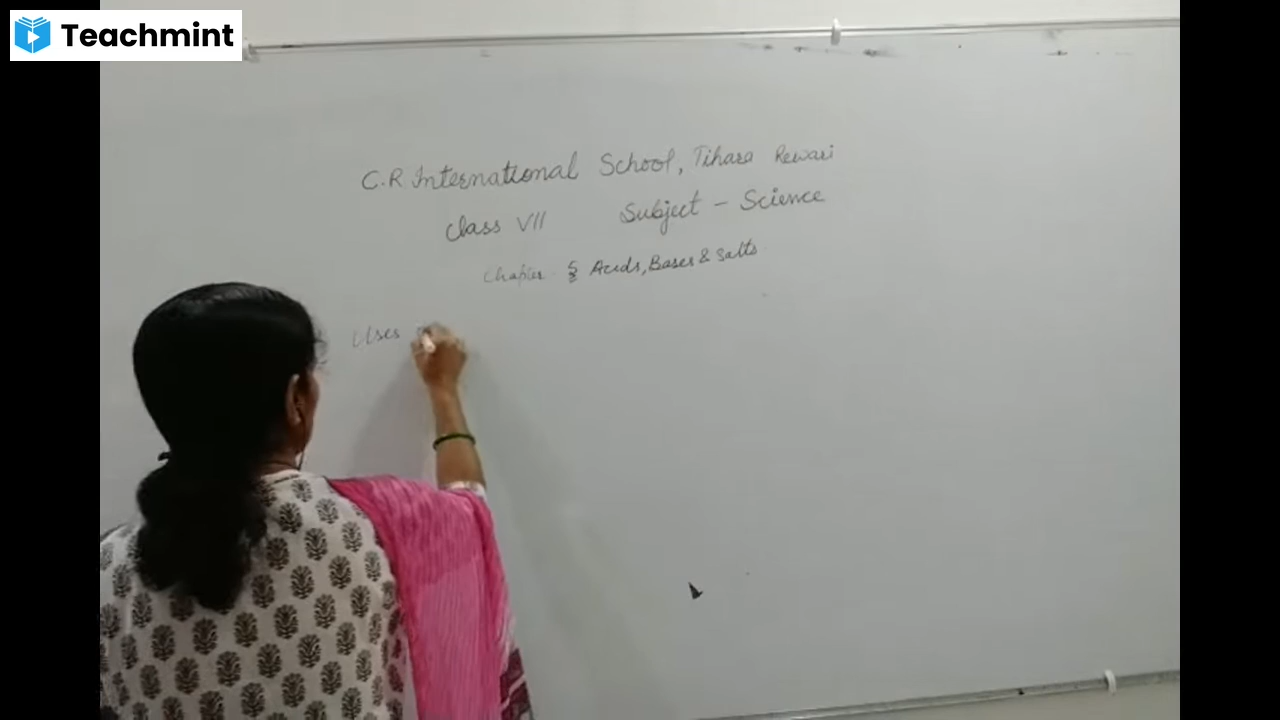 Teachmint
C.R International School, Tihara Rewari
Class VII Subject - Science
Chapter 5 Acids, Bases & Salts
Uses